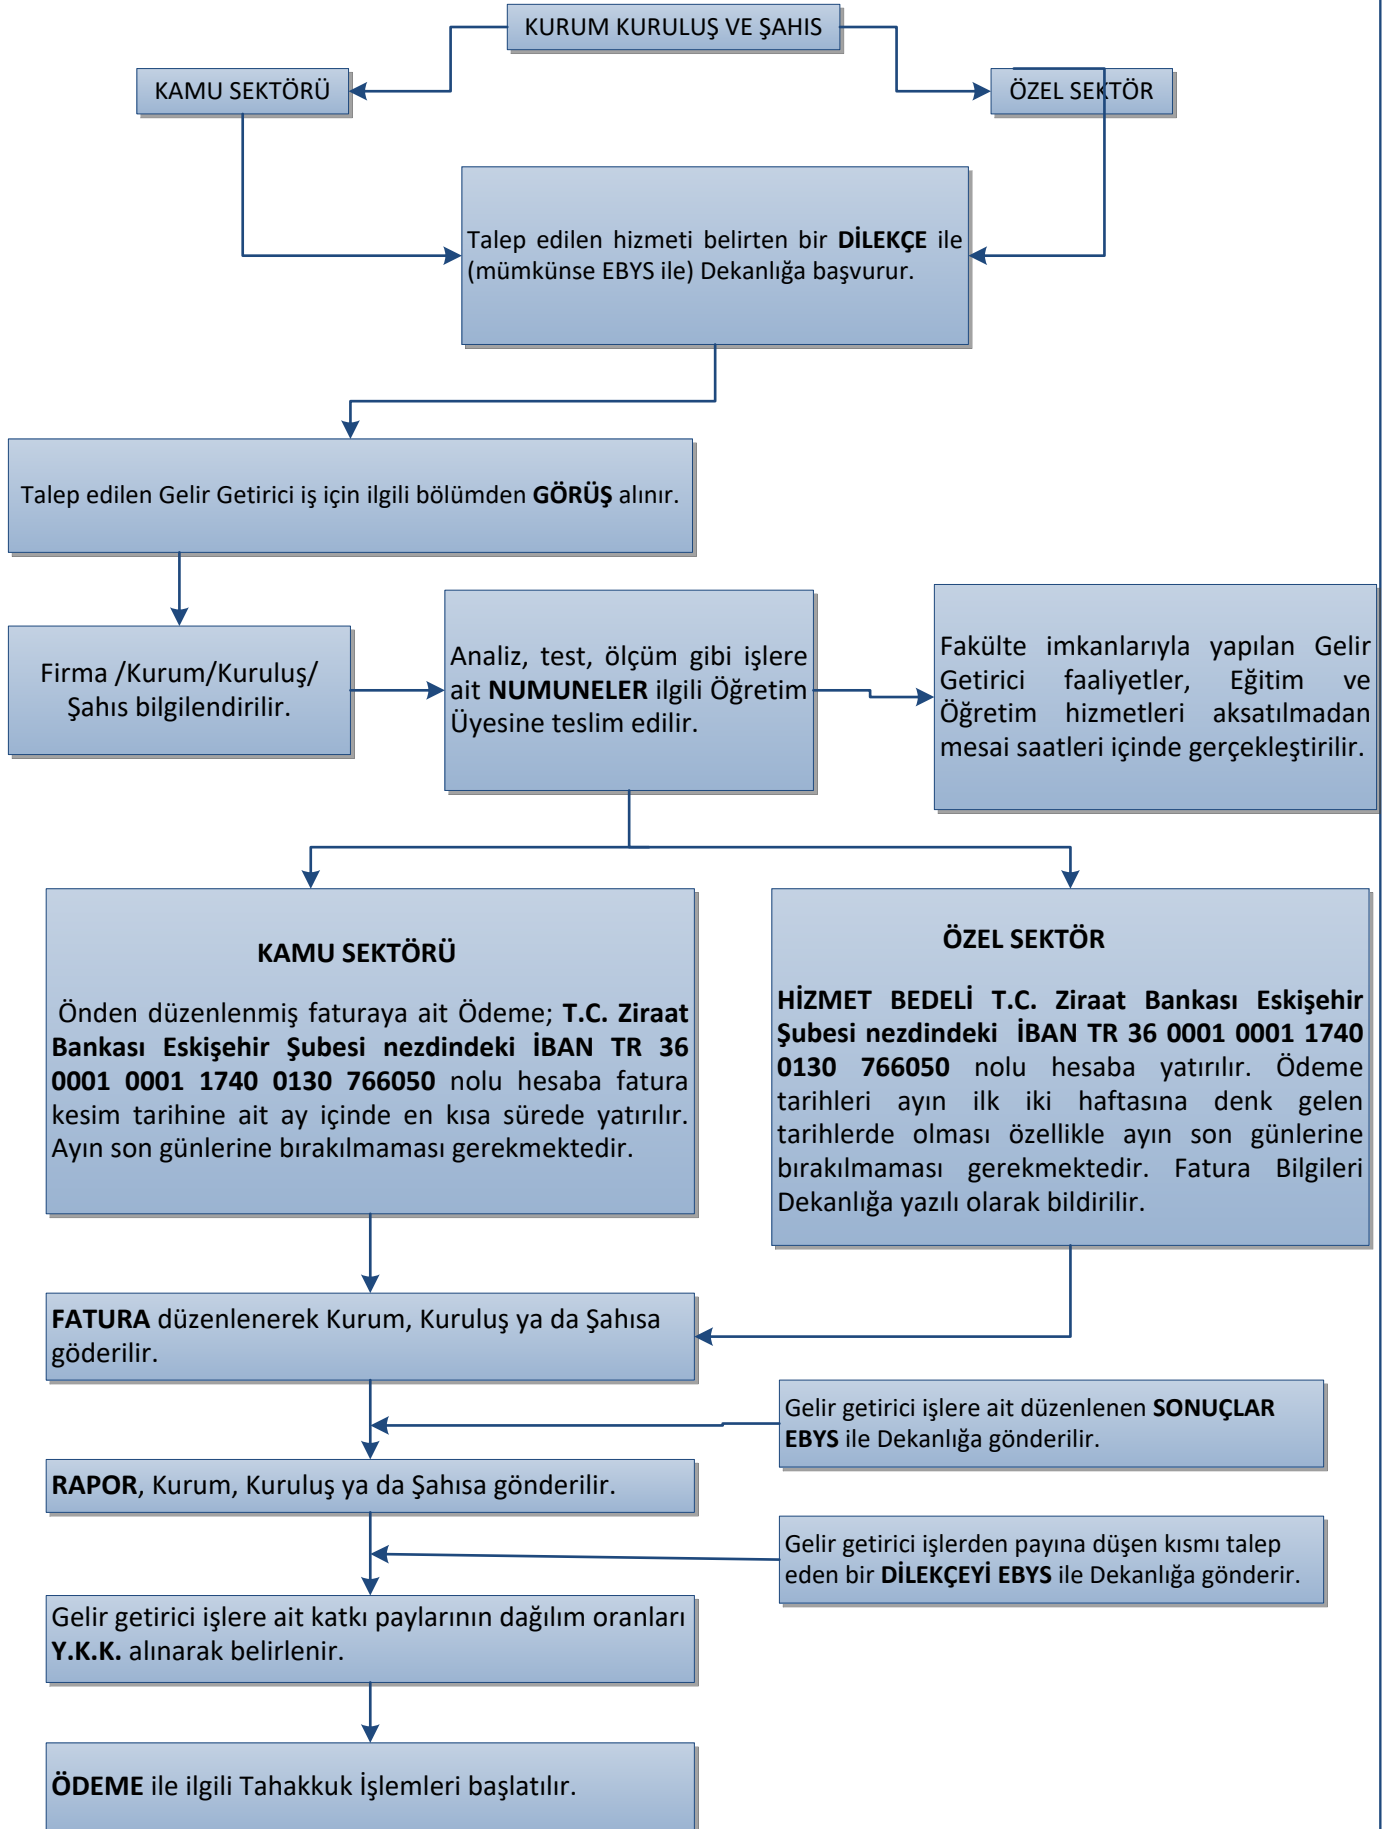 KURUM KURULUŞ VE ŞAHIS
KAMU SEKTÖRÜ
ÖZEL SEKTÖR
Talep edilen hizmeti belirten bir DİLEKÇE ile
(mümkünse EBYS ile) Dekanlığa başvurur.
Talep edilen Gelir Getirici iş için ilgili bölümden GÖRÜŞ alınır.
Firma /Kurum/Kuruluş/
Şahıs bilgilendirilir.
Analiz, test, ölçüm gibi işlere
ait NUMUNELER ilgili Öğretim
Üyesine teslim edilir.
Fakülte imkanlarıyla yapılan Gelir
Getirici faaliyetler, Eğitim ve
Öğretim hizmetleri aksatılmadan
mesai saatleri içinde gerçekleştirilir.
KAMU SEKTÖRÜ
Önden düzenlenmiş faturaya ait Ödeme; T.C. Ziraat
Bankası Eskişehir Şubesi nezdindeki İBAN TR 36
0001 0001 1740 0130 766050 nolu hesaba fatura
kesim tarihine ait ay içinde en kısa sürede yatırılır.
Ayın son günlerine bırakılmaması gerekmektedir.
ÖZEL SEKTÖR
HİZMET BEDELİ T.C. Ziraat Bankası Eskişehir
Şubesi nezdindeki İBAN TR 36 0001 0001 1740
0130 766050 nolu hesaba yatırılır. Ödeme
tarihleri ayın ilk iki haftasına denk gelen
tarihlerde olması özellikle ayın son günlerine
bırakılmaması gerekmektedir. Fatura Bilgileri
Dekanlığa yazılı olarak bildirilir.
FATURA düzenlenerek Kurum, Kuruluş ya da Şahısa
göderilir.
Gelir getirici işlere ait düzenlenen SONUÇLAR
EBYS ile Dekanlığa gönderilir.
RAPOR, Kurum, Kuruluş ya da Şahısa gönderilir.
Gelir getirici işlerden payına düşen kısmı talep
eden bir DİLEKÇEYİ EBYS ile Dekanlığa gönderir.
Gelir getirici işlere ait katkı paylarının dağılım oranları
Y.K.K. alınarak belirlenir.
ÖDEME ile ilgili Tahakkuk İşlemleri başlatılır.